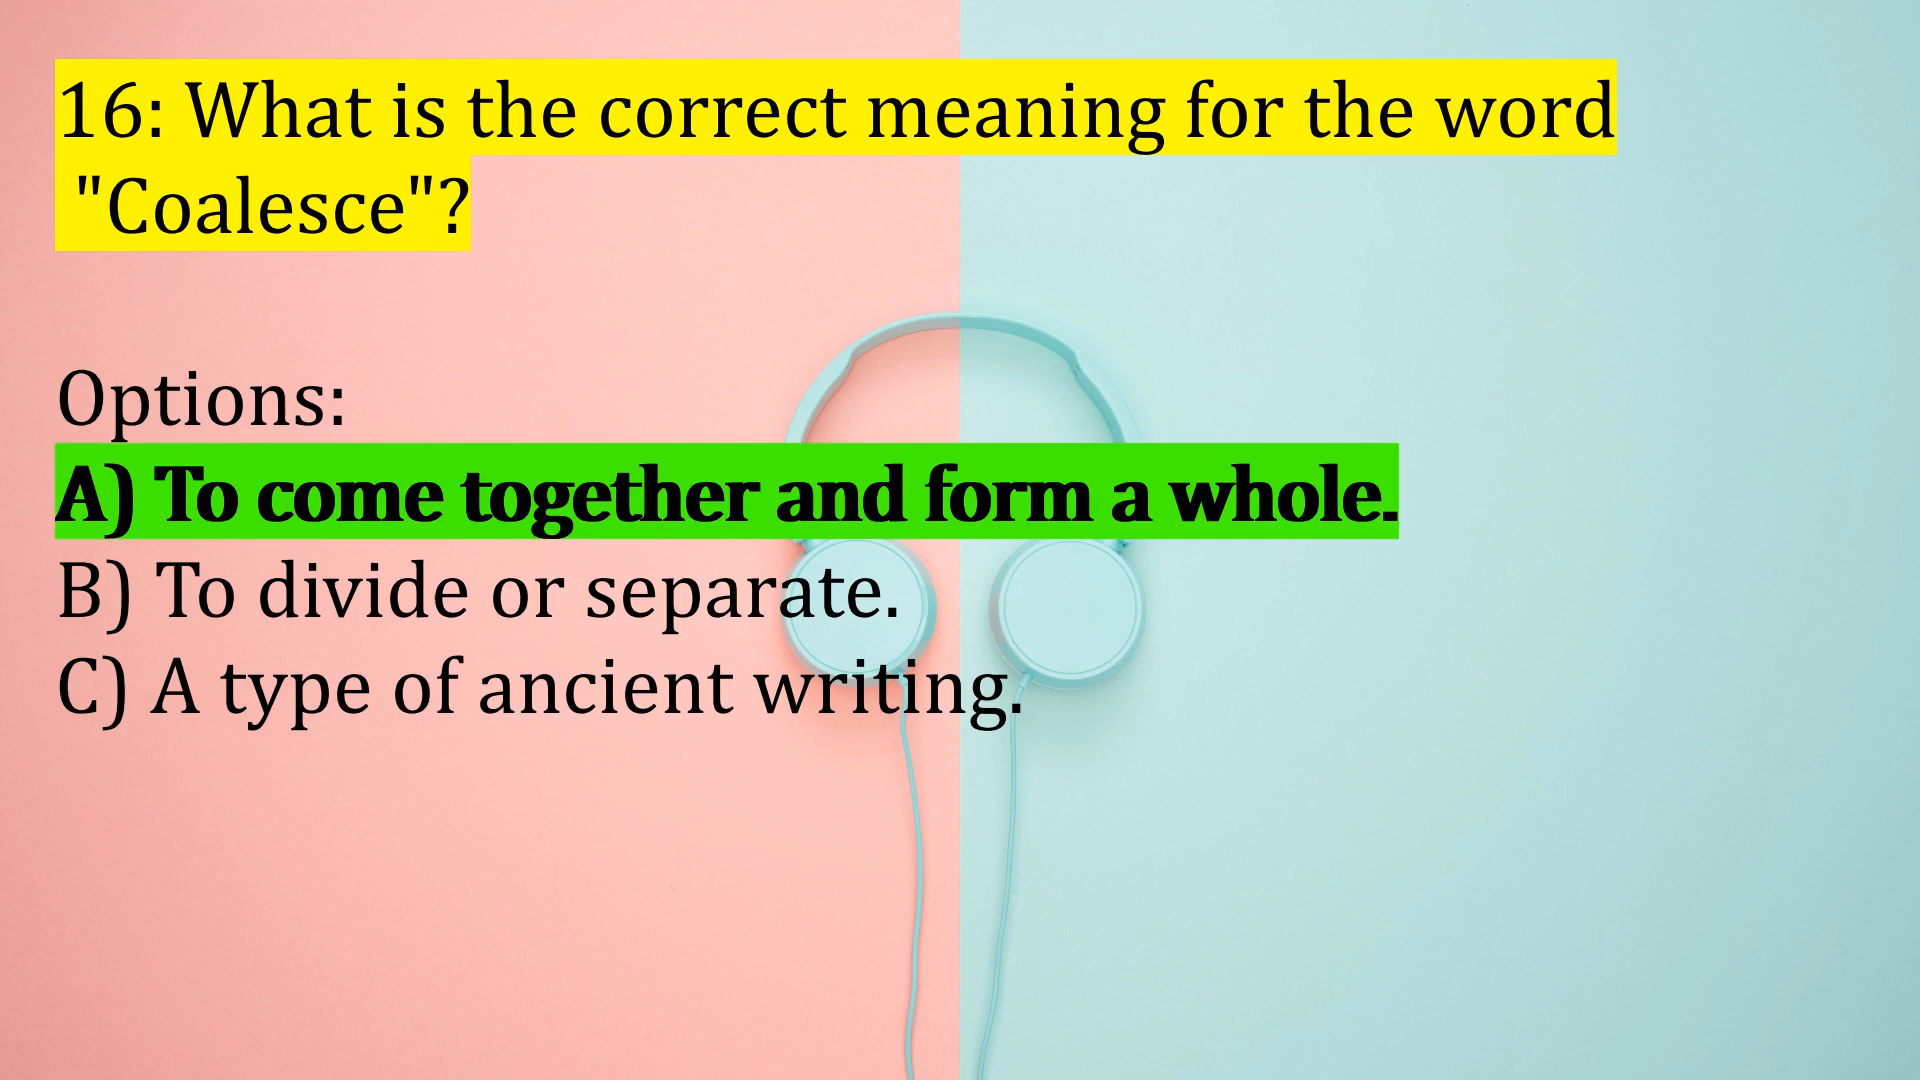 16: What is the correct meaning for the word
"Coalesce"?
Options:
A) To come together and form a whole.
B) To divide or separate.
C) A type of ancient writing.